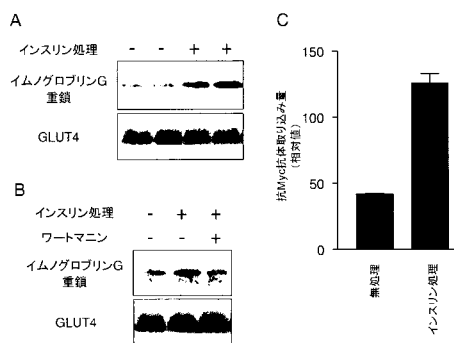 A
インスリン処理 - - + +
イムノグロブリンG
重鎖
GLUT4
B
インスリン処理 - + +
ワートマニン - - +
イムノグロブリンG
重鎖
GLUT4
C
抗Myc抗体取り込み量
(相対値)
150
100
50
0
無処理
インスリン処理